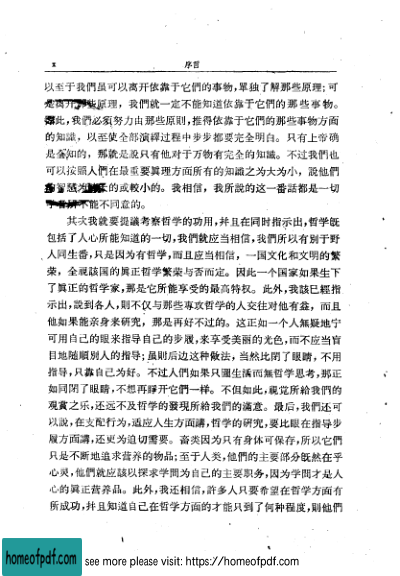 x 序言
以至于我們虽可以离开依靠于它們的事物,單独了解那些原理;可
是离开那些原理，我們就一定不能知道依靠于它們的那些事物。
因此,我們必須努力由那些原則,推得依靠于它們的那些事物方面
的知識，以至使全部演繹过程中步步都要完全明白。只有上帝确
是全知的，那就是說只有他对于万物有完全的知識。不过我們也
可以按照人們在最重要眞理方面所有的知識之为大为小，說他們
的智慧为較大的或較小的。我相信，我所說的这一番話都是一切
不能不同意的。
其次我就要提議考察哲学的功用,幷且在同时指示出,哲学旣
包括了人心所能知道的一切,我們就应当相信,我們所以有別于野
人同生番,只是因为有哲学,而且应当相信，一国文化和文明的繁
荣，全視該国的眞正哲学繁荣与否而定。因此一个国家如果生下
了眞正的哲学家,那是它所能享受的最高特权。此外,我該已經指
示出,說到各人,則不仅与那些專攻哲学的人交往对他有益，而且
他如果能亲身来研究，那是再好不过的。这正如一个人無疑地宁
可用自己的眼来指导自己的步履,来享受美丽的光色,而不应当盲
目地随順別人的指导;虽則后边这种做法,当然比閉了眼睛,不用
指导,只靠自己为好。不过人們如果只圖生活而無哲学思考,那正
如同閉了眼睛,不想再睜开它們一样。不但如此,視覚所給我們的
观賞之乐,还远不及哲学的發現所給我們的滿意。最后,我們还可
以說,在支配行为,适应人生方面講,哲学的研究,要比眼在指导步
履方面講,还更为迫切需要。畜类因为只有身体可保存,所以它們
只是不断地追求营养的物品;至于人类,他們的主要部分旣然在乎
心灵,他們就应該以探求学問为自己的主要职务,因为学問才是人
心的眞正营养品。此外,我还相信,許多人只要希望在哲学方面有
所成功,幷且知道自己在哲学方面的才能只到了何种程度,則他們
homeofpdf.com see more please visit: https://homeofpdf.com